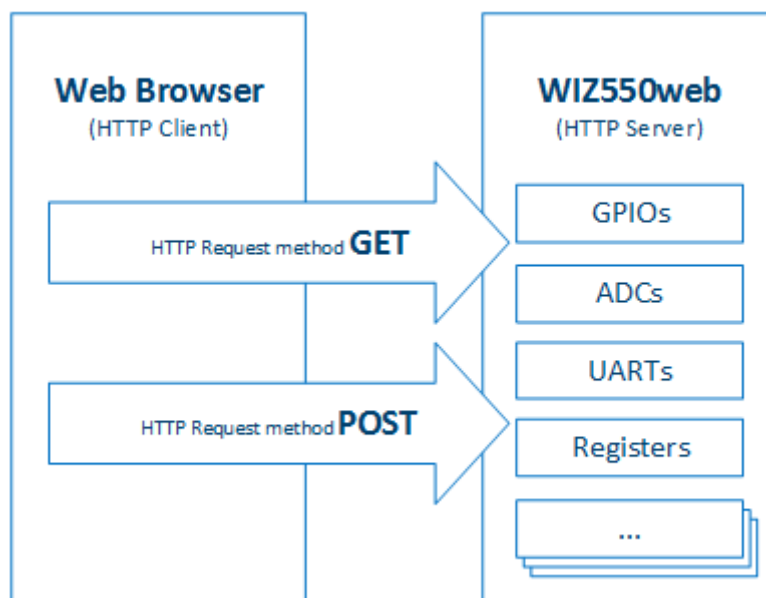 Web Browser
(HTTP Client)
HTTP Request method GET
HTTP Request method POST
WIZ550web
(HTTP Server)
GPIOs
ADCs
UARTs
Registers
...